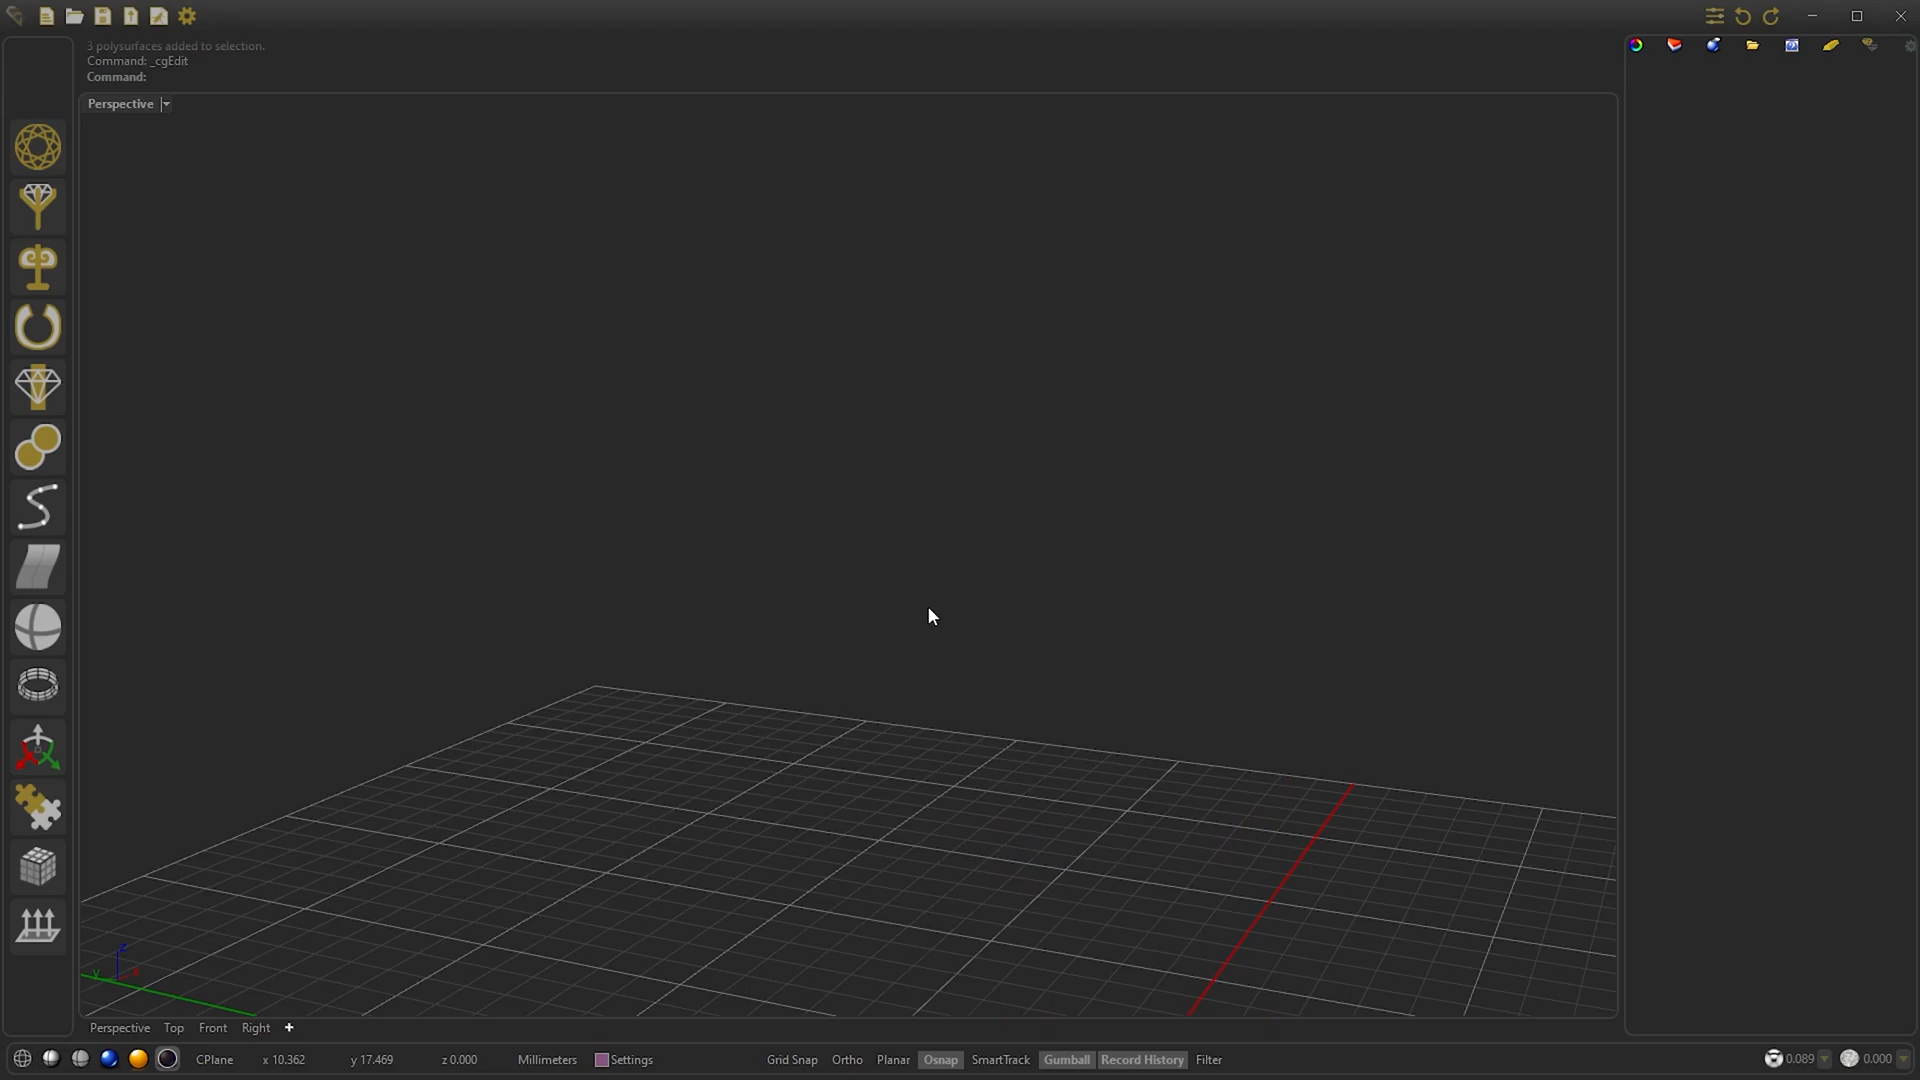 3 polysurfaces added to selection.
Command: _cgEdit
Command:
Perspective
z
y
x
Perspective Top Front Right
CPlane x 10.362 y 17.469 z 0.000 Millimeters Settings Grid Snap Ortho Planar Osnap SmartTrack Gumball Record History Filter 0.089 0.000